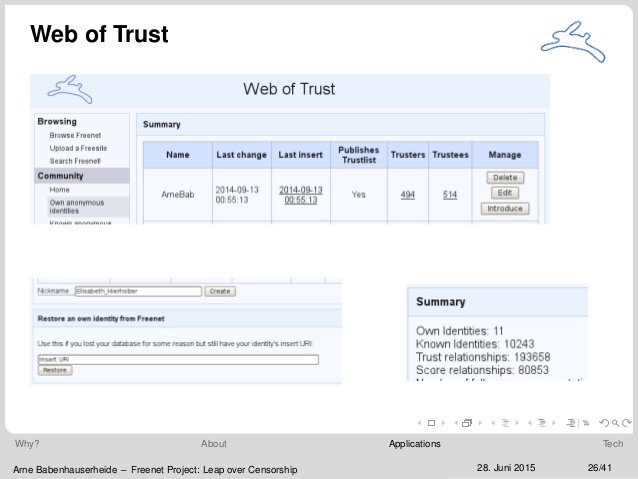 Web of Trust
Web of Trust
Browsing
Browse Freenet
Upload a Freesite
Search Freenet!
Community
Home
Own anonymous
identities
Known anonymous
Summary
Name Last change Last insert Publishes Trustlist Trusters Trustees Manage
ArneBab 2014-09-13 00:55:13 2014-09-13 00:55:13 Yes 494 514 Delete
Edit
Introduce
Nickname : Elisabeth_Hierholzer Create
Restore an own identity from Freenet
Use this if you lost your database for some reason but still have your identity's insert URI:
Insert URI
Restore
Summary
Own Identities: 11
Known Identities: 10243
Trust relationships: 193658
Score relationships: 80853
Why? About Applications Tech
Arne Babenhauserheide – Freenet Project: Leap over Censorship 28. Juni 2015 26/41